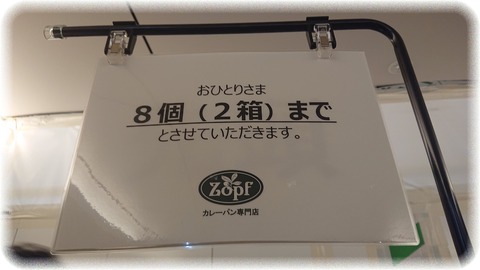 おひとりさま
８個（２箱）まで
とさせていただきます。
Zopf
カレーパン専門店